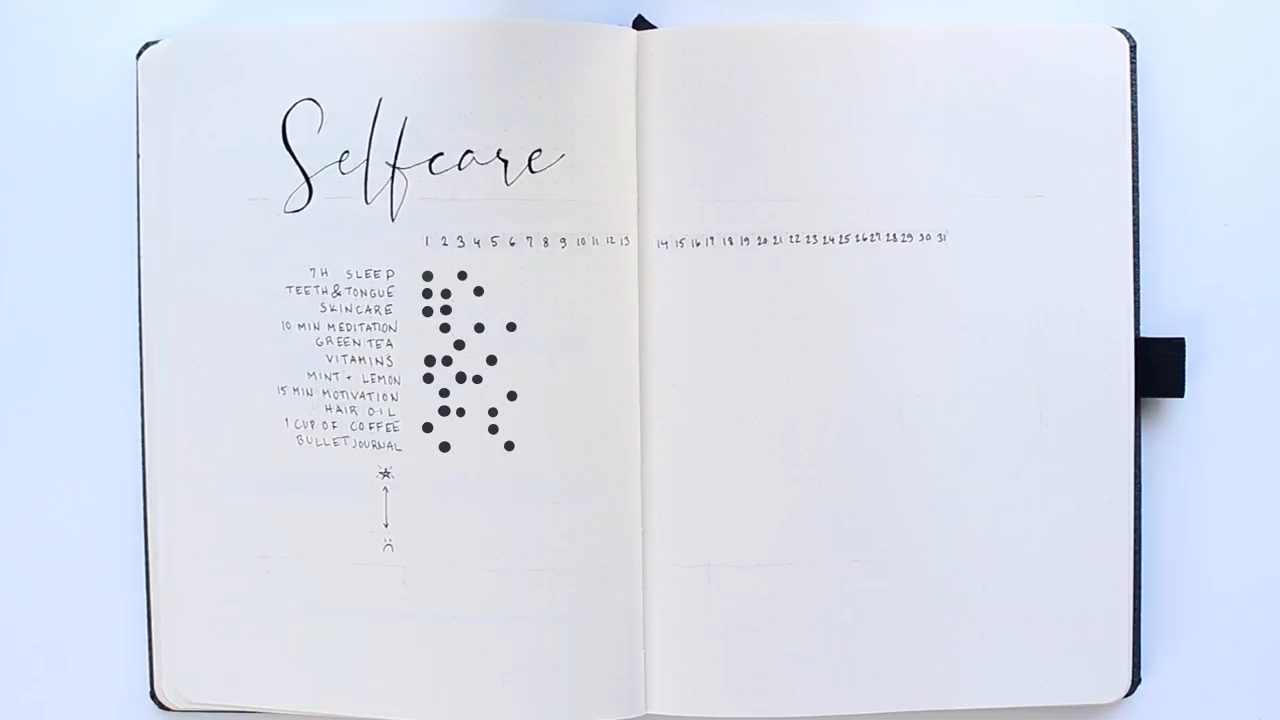 Selfcare
1 2 3 4 5 6 7 8 9 10 11 12 13 14 15 16 17 18 19 20 21 22 23 24 25 26 27 28 29 30 31
7H SLEEP
TEETH & TONGUE
SKINCARE
10 MIN MEDITATION
GREEN TEA
VITAMINS
MINT + LEMON
15 MIN MOTIVATION
HAIR OIL
1 CUP OF COFFEE
BULLET JOURNAL